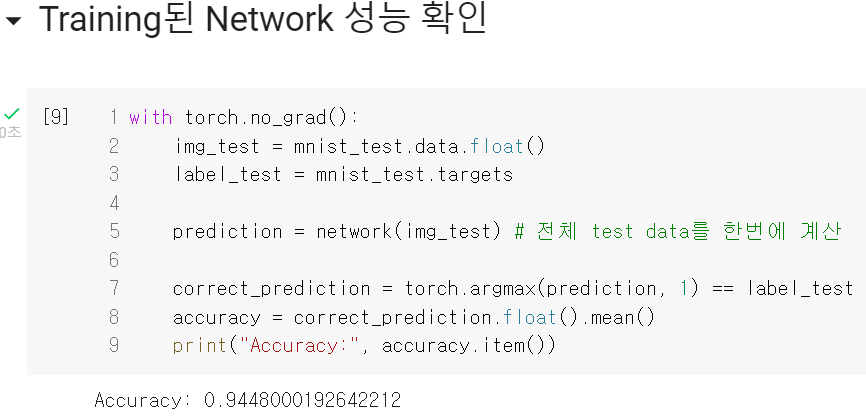 Training된 Network 성능 확인
[9] 1 with torch.no_grad():
0초 2     img_test = mnist_test.data.float()
3     label_test = mnist_test.targets
4
5     prediction = network(img_test) # 전체 test data를 한번에 계산
6
7     correct_prediction = torch.argmax(prediction, 1) == label_test
8     accuracy = correct_prediction.float().mean()
9     print("Accuracy:", accuracy.item())
Accuracy: 0.9448000192642212